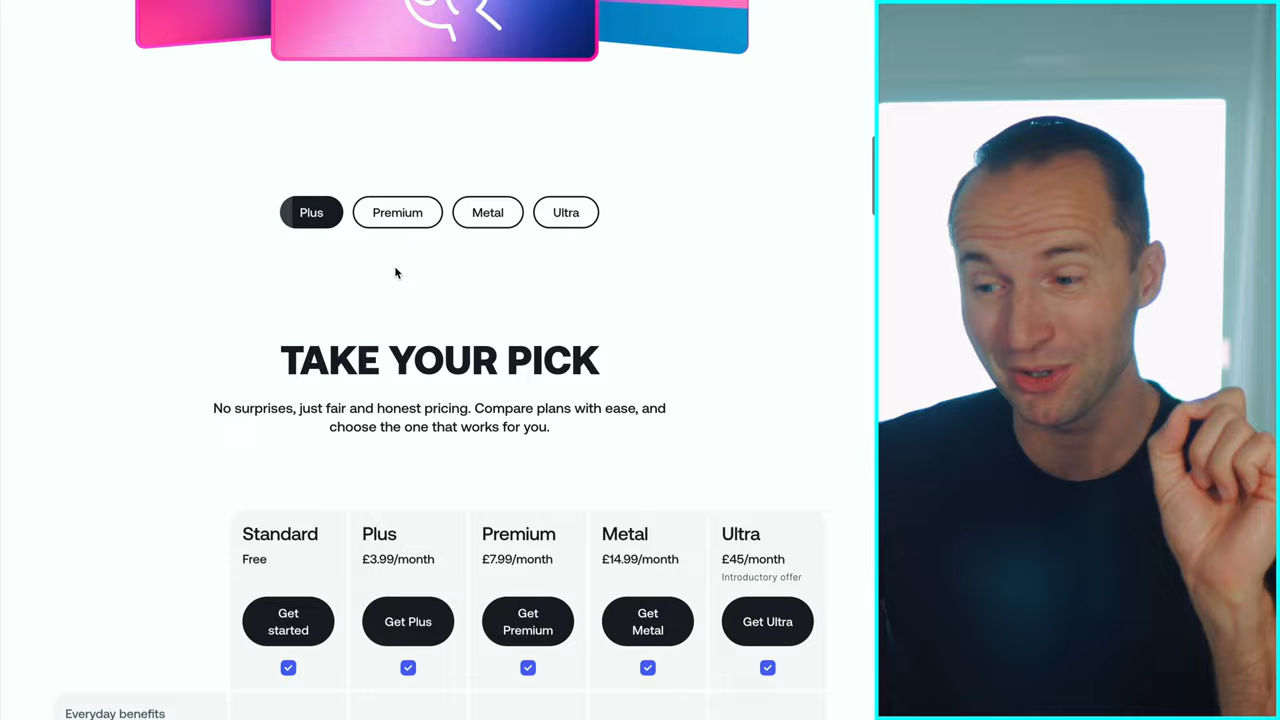 Plus
Premium
Metal
Ultra
TAKE YOUR PICK
No surprises, just fair and honest pricing. Compare plans with ease, and
choose the one that works for you.
Standard
Free
Get
started
Plus
£3.99/month
Get Plus
Premium
£7.99/month
Get
Premium
Metal
£14.99/month
Get
Metal
Ultra
£45/month
Introductory offer
Get Ultra
Everyday benefits